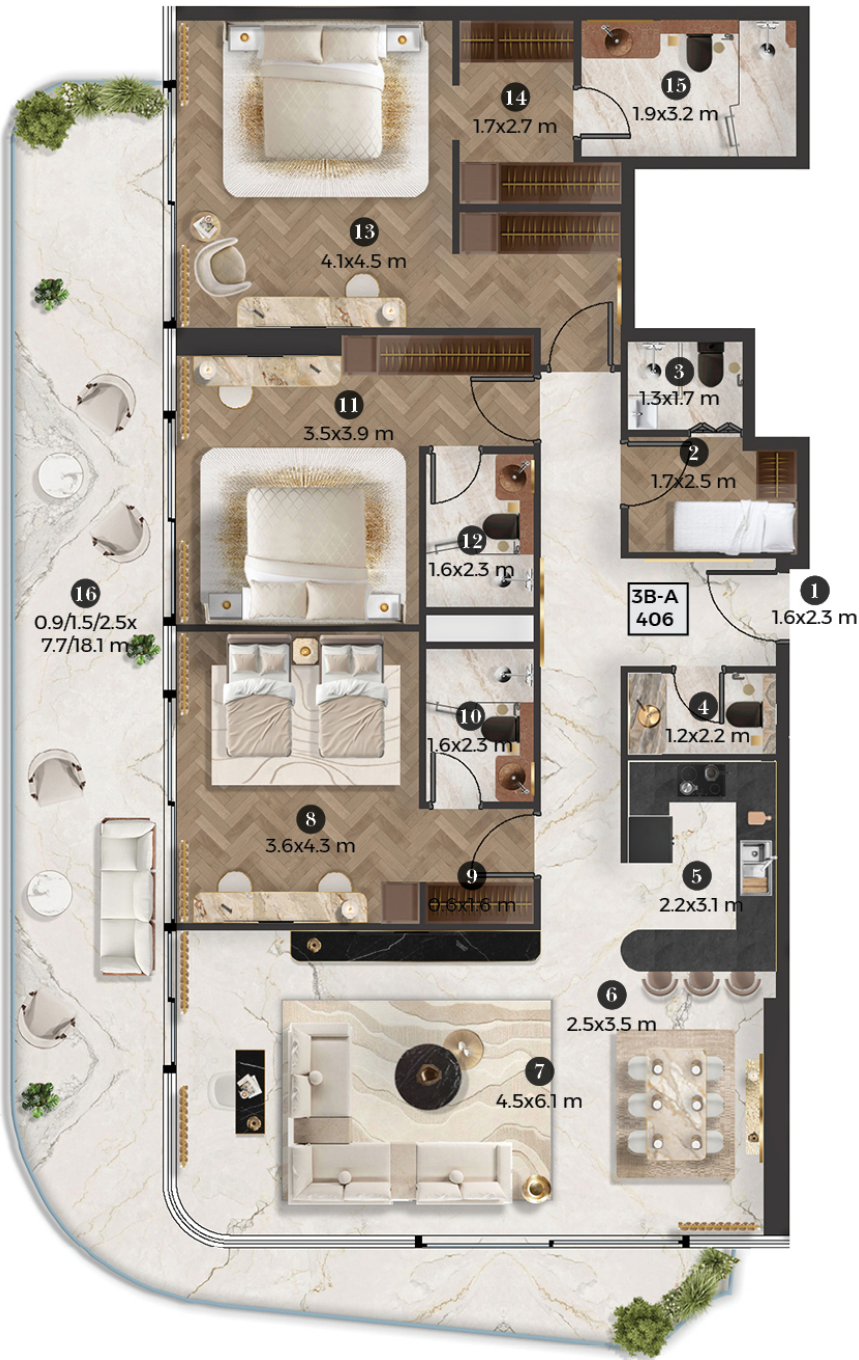 14
1.7x2.7 m
15
1.9x3.2 m
13
4.1x4.5 m
3
1.3x1.7 m
11
3.5x3.9 m
2
1.7x2.5 m
12
1.6x2.3 m
16
0.9/1.5/2.5x
7.7/18.1 m
3B-A
406
1
1.6x2.3 m
4
1.2x2.2 m
10
1.6x2.3 m
8
3.6x4.3 m
9
0.6x1.6 m
5
2.2x3.1 m
6
2.5x3.5 m
7
4.5x6.1 m